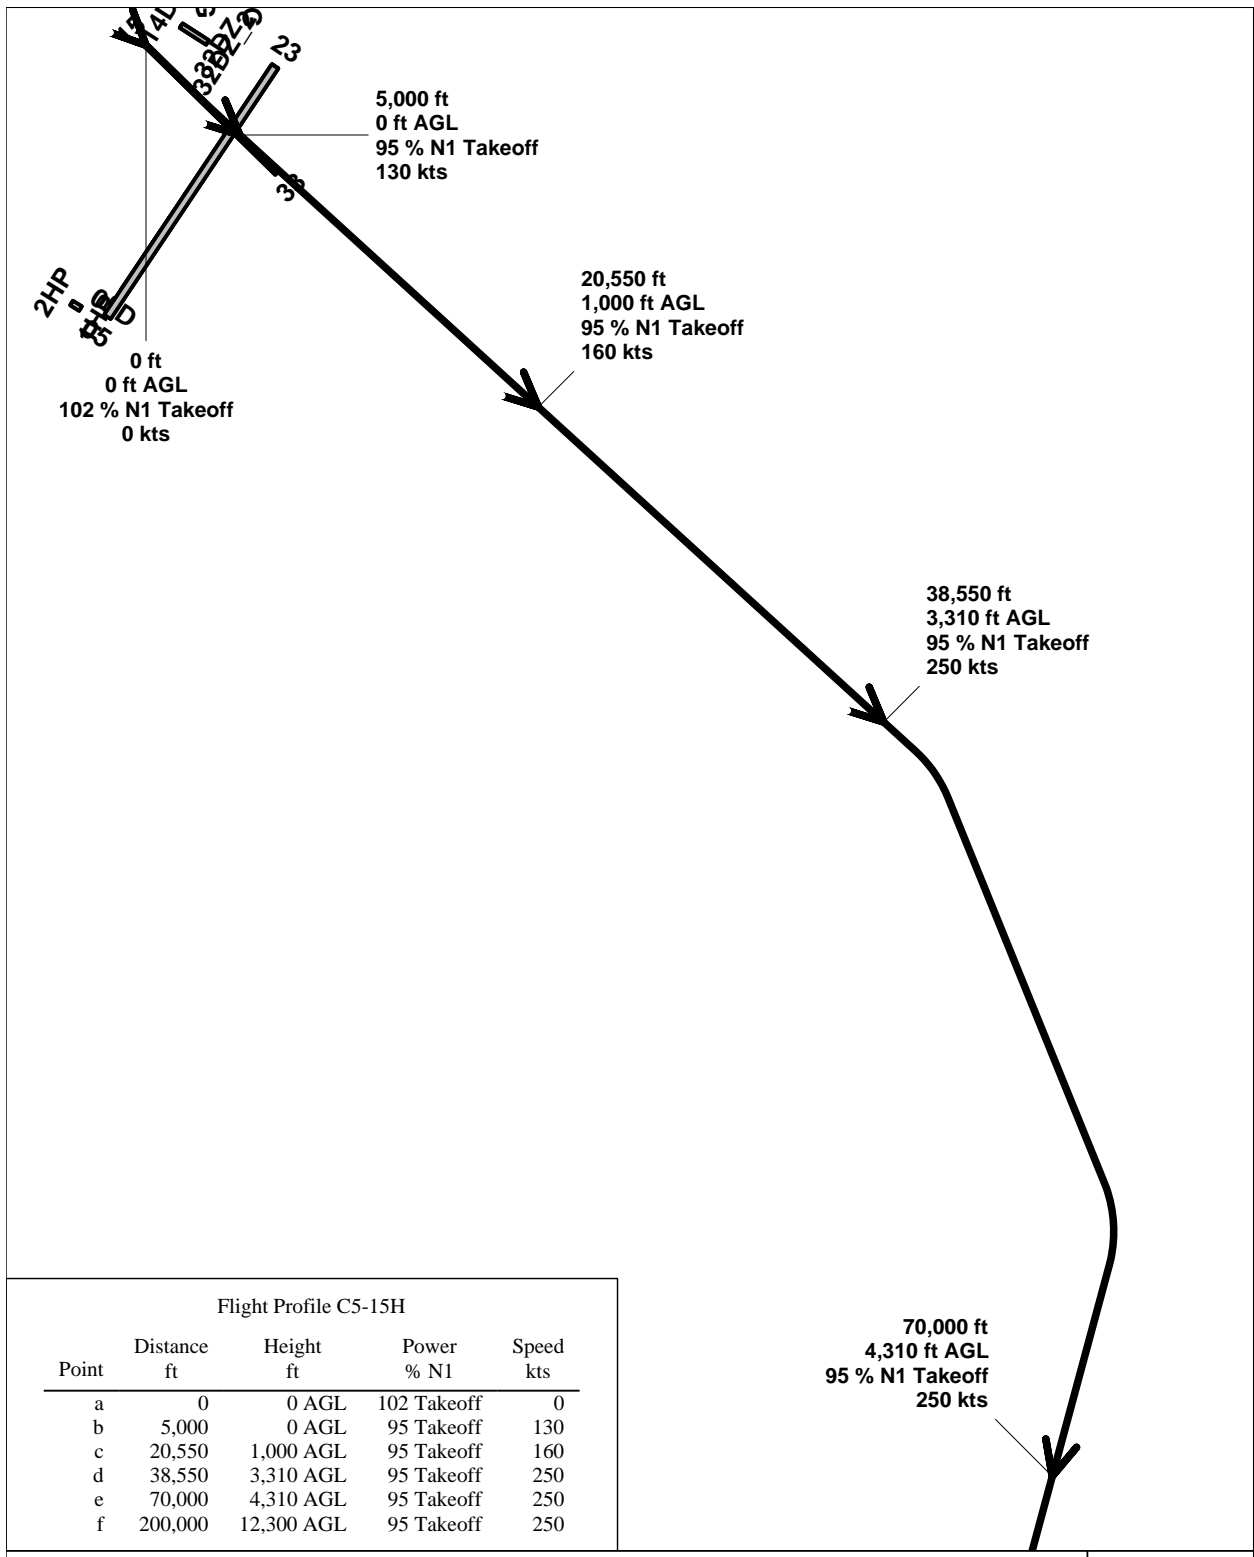 23
5,000 ft
0 ft AGL
95 % N1 Takeoff
130 kts
33
20,550 ft
1,000 ft AGL
95 % N1 Takeoff
160 kts
2HP
0 ft
0 ft AGL
102 % N1 Takeoff
0 kts
38,550 ft
3,310 ft AGL
95 % N1 Takeoff
250 kts
70,000 ft
4,310 ft AGL
95 % N1 Takeoff
250 kts
Flight Profile C5-15H
Distance Height Power Speed
Point ft ft % N1 kts
a 0 0 AGL 102 Takeoff 0
b 5,000 0 AGL 95 Takeoff 130
c 20,550 1,000 AGL 95 Takeoff 160
d 38,550 3,310 AGL 95 Takeoff 250
e 70,000 4,310 AGL 95 Takeoff 250
f 200,000 12,300 AGL 95 Takeoff 250